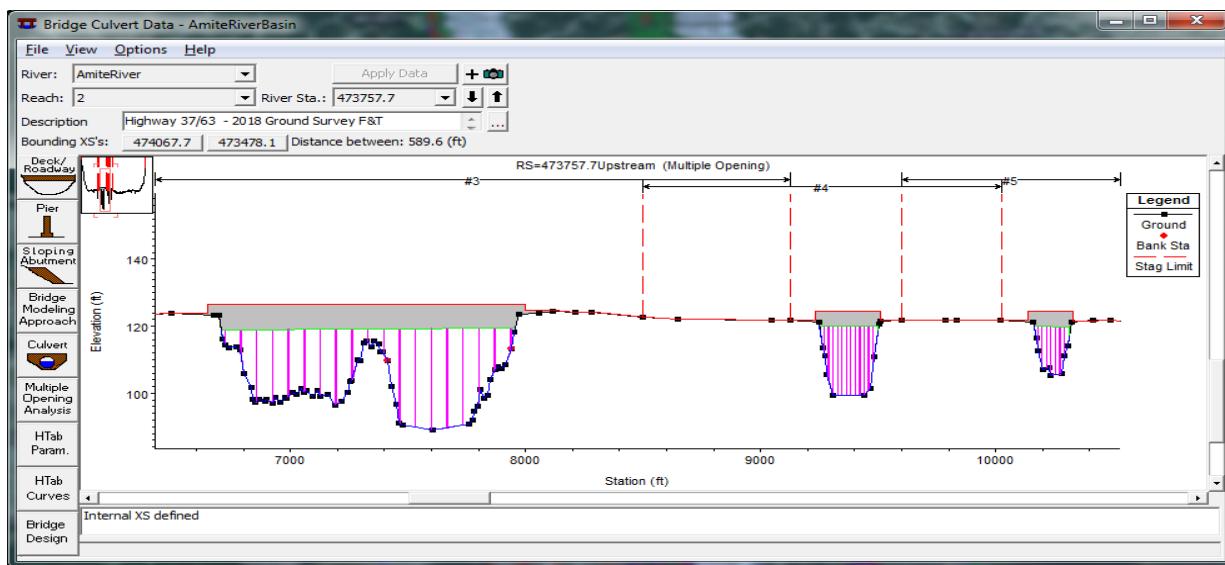 Bridge Culvert Data - AmiteRiverBasin
File View Options Help
River: AmiteRiver Apply Data +
Reach: 2 River Sta.: 473757.7
Description Highway 37/63 - 2018 Ground Survey F&T ...
Bounding XS's: 474067.7 473478.1 Distance between: 589.6 (ft)
Deck/
Roadway
Pier
Sloping
Abutment
Bridge
Modeling
Approach
Culvert
Multiple
Opening
Analysis
HTab
Param.
HTab
Curves
Bridge
Design
RS=473757.7Upstream (Multiple Opening)
#3
#4
#5
Legend
Ground
Bank Sta
Stag Limit
Elevation (ft)
140
120
100
7000 8000 9000 10000
Station (ft)
Internal XS defined